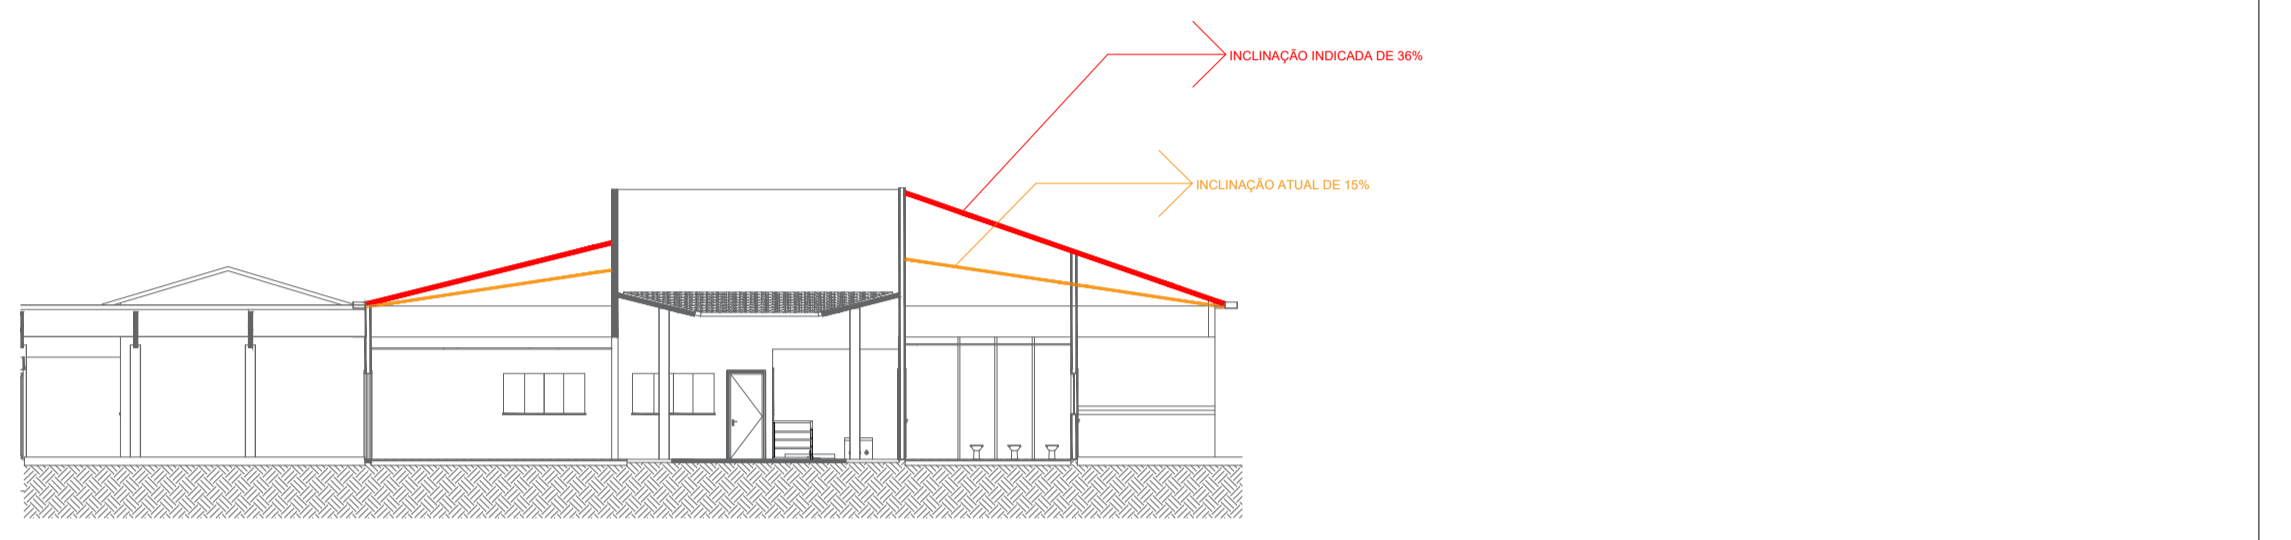 INCLINAÇÃO INDICADA DE 36%
INCLINAÇÃO ATUAL DE 15%